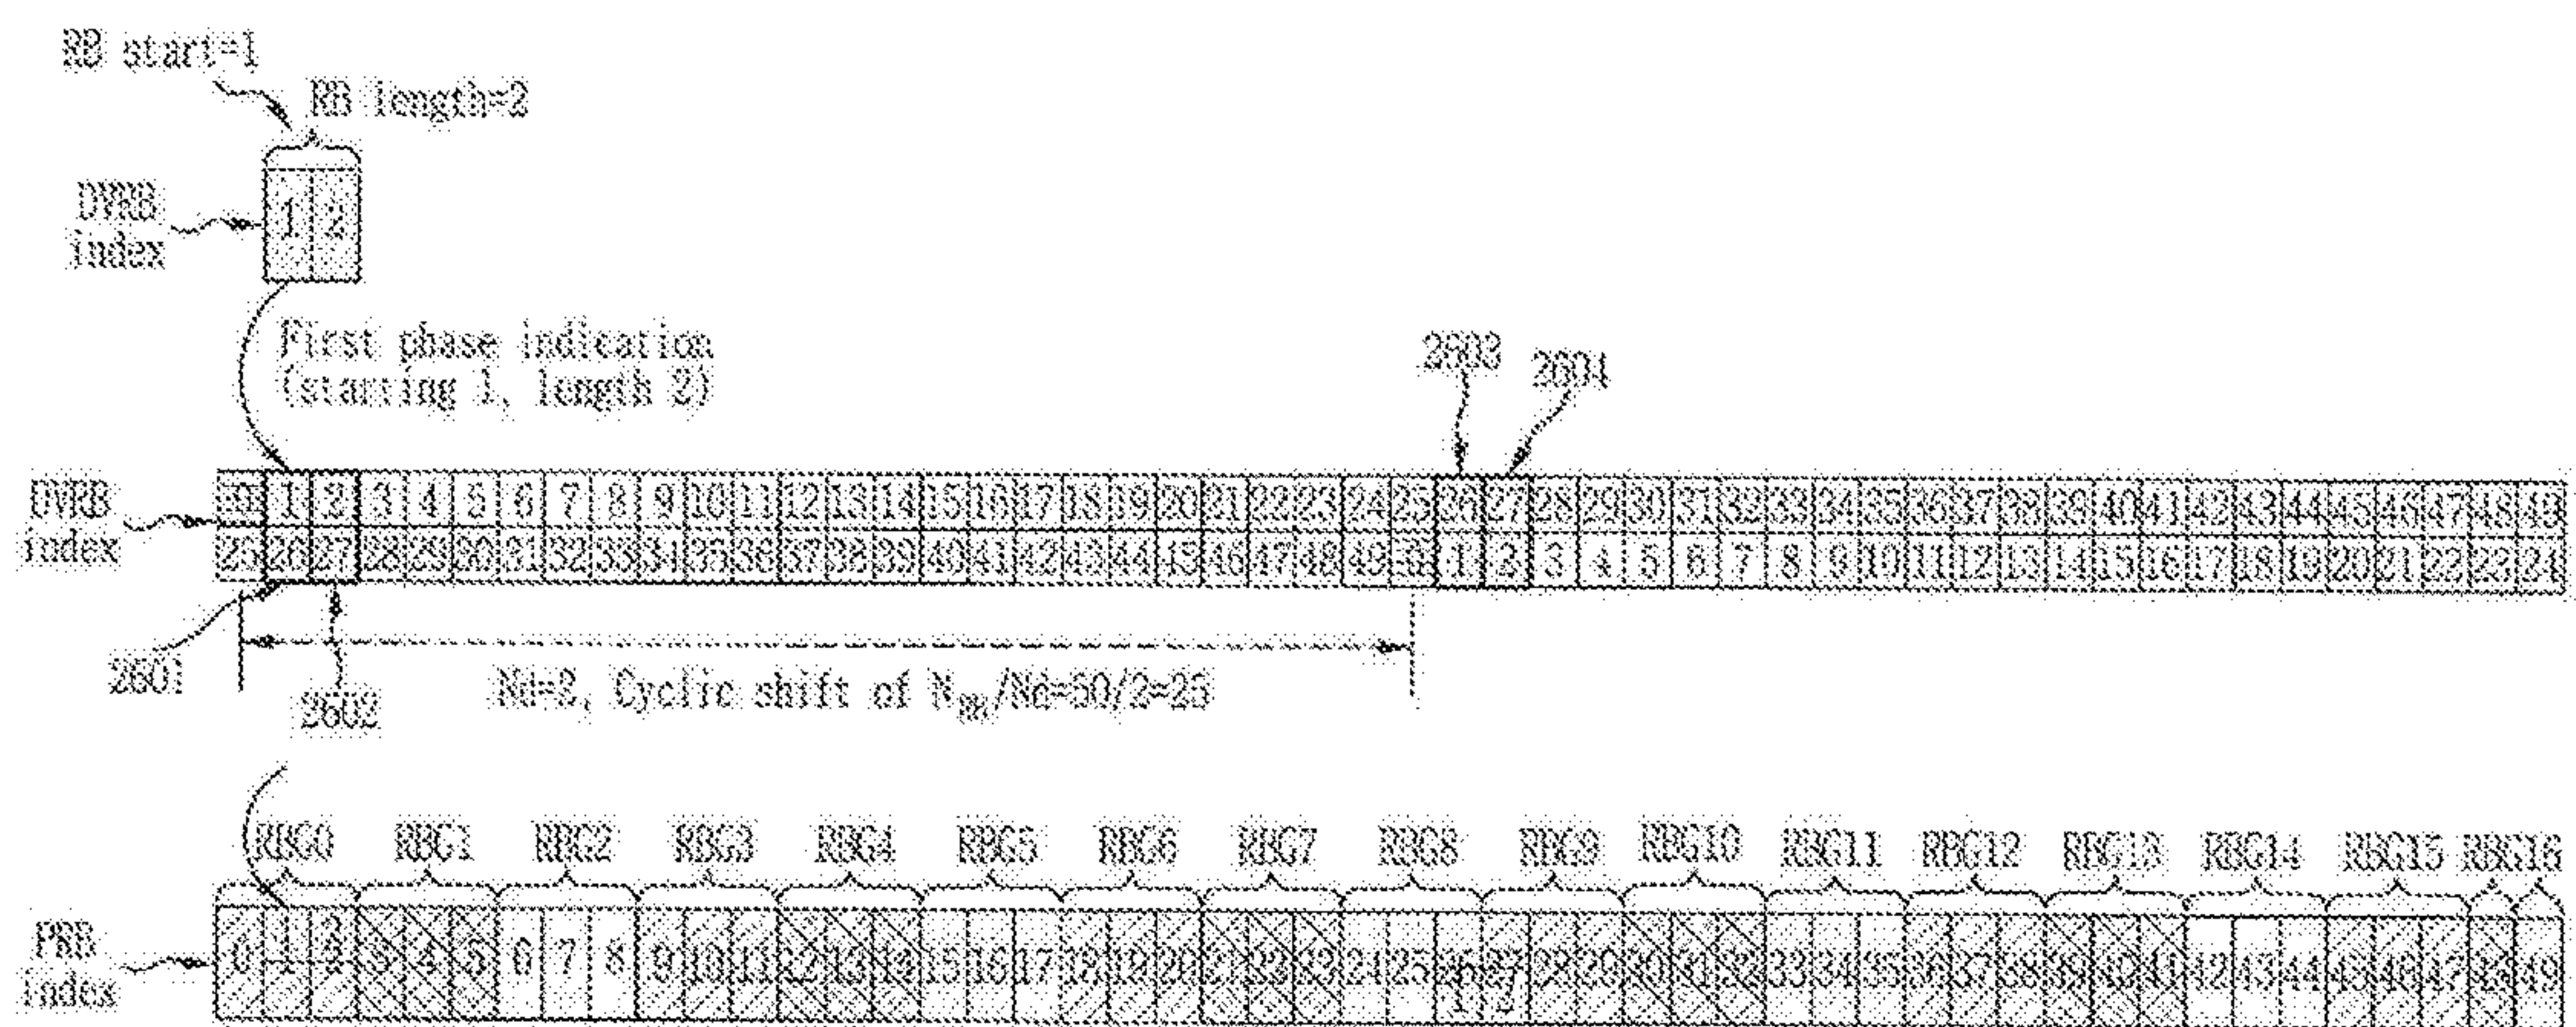 RB start=1
RB length=2
DVRB
index
1 2
First phase indication
(starring 1, length 2)
2603
2604
DVRB
index
0 1 2 3 4 5 6 7 8 9 10 11 12 13 14 15 16 17 18 19 20 21 22 23 24 25 26 27 28 29 30 31 32 33 34 35 36 37 38 39 40 41 42 43 44 45 46 47 48 49
25 26 27 28 29 30 31 32 33 34 35 36 37 38 39 40 41 42 43 44 45 46 47 48 49 0 1 2 3 4 5 6 7 8 9 10 11 12 13 14 15 16 17 18 19 20 21 22 23 24
2601
2602
Nd=2, Cyclic shift of N_RB/Nd=50/2=25
RBG0 RBG1 RBG2 RBG3 RBG4 RBG5 RBG6 RBG7 RBG8 RBG9 RBG10 RBG11 RBG12 RBG13 RBG14 RBG15 RBG16
PRB
index
0 1 2 3 4 5 6 7 8 9 10 11 12 13 14 15 16 17 18 19 20 21 22 23 24 25 27 28 29 30 31 32 33 34 35 36 37 38 39 40 41 42 43 44 45 46 47 48 49